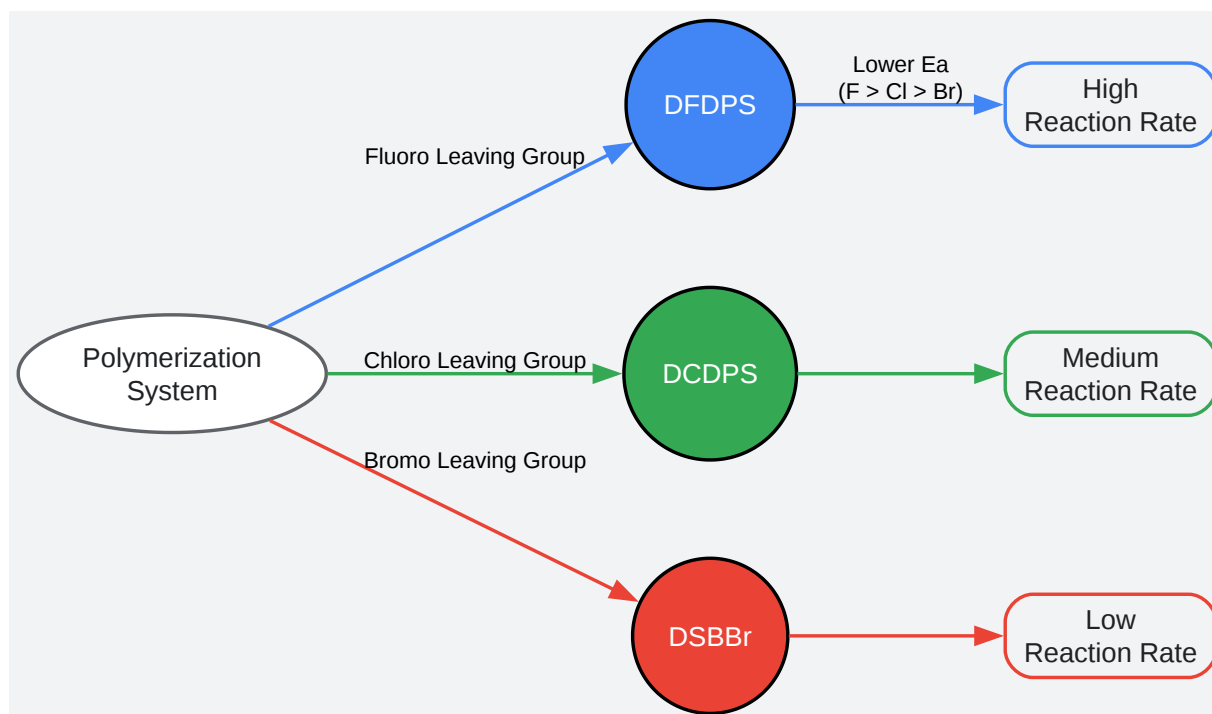 Lower Ea
(F > Cl > Br)
DFDPS
High
Reaction Rate
Fluoro Leaving Group
Polymerization
System
Chloro Leaving Group
DCDPS
Medium
Reaction Rate
Bromo Leaving Group
DSBBr
Low
Reaction Rate